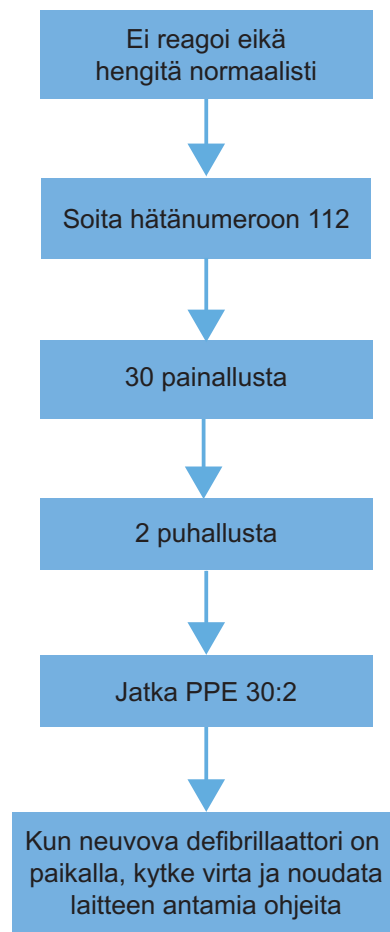 Ei reagoi eikä
hengitä normaalisti
Soita hätänumeroon 112
30 painallusta
2 puhallusta
Jatka PPE 30:2
Kun neuvova defibrillaattori on
paikalla, kytke virta ja noudata
laitteen antamia ohjeita